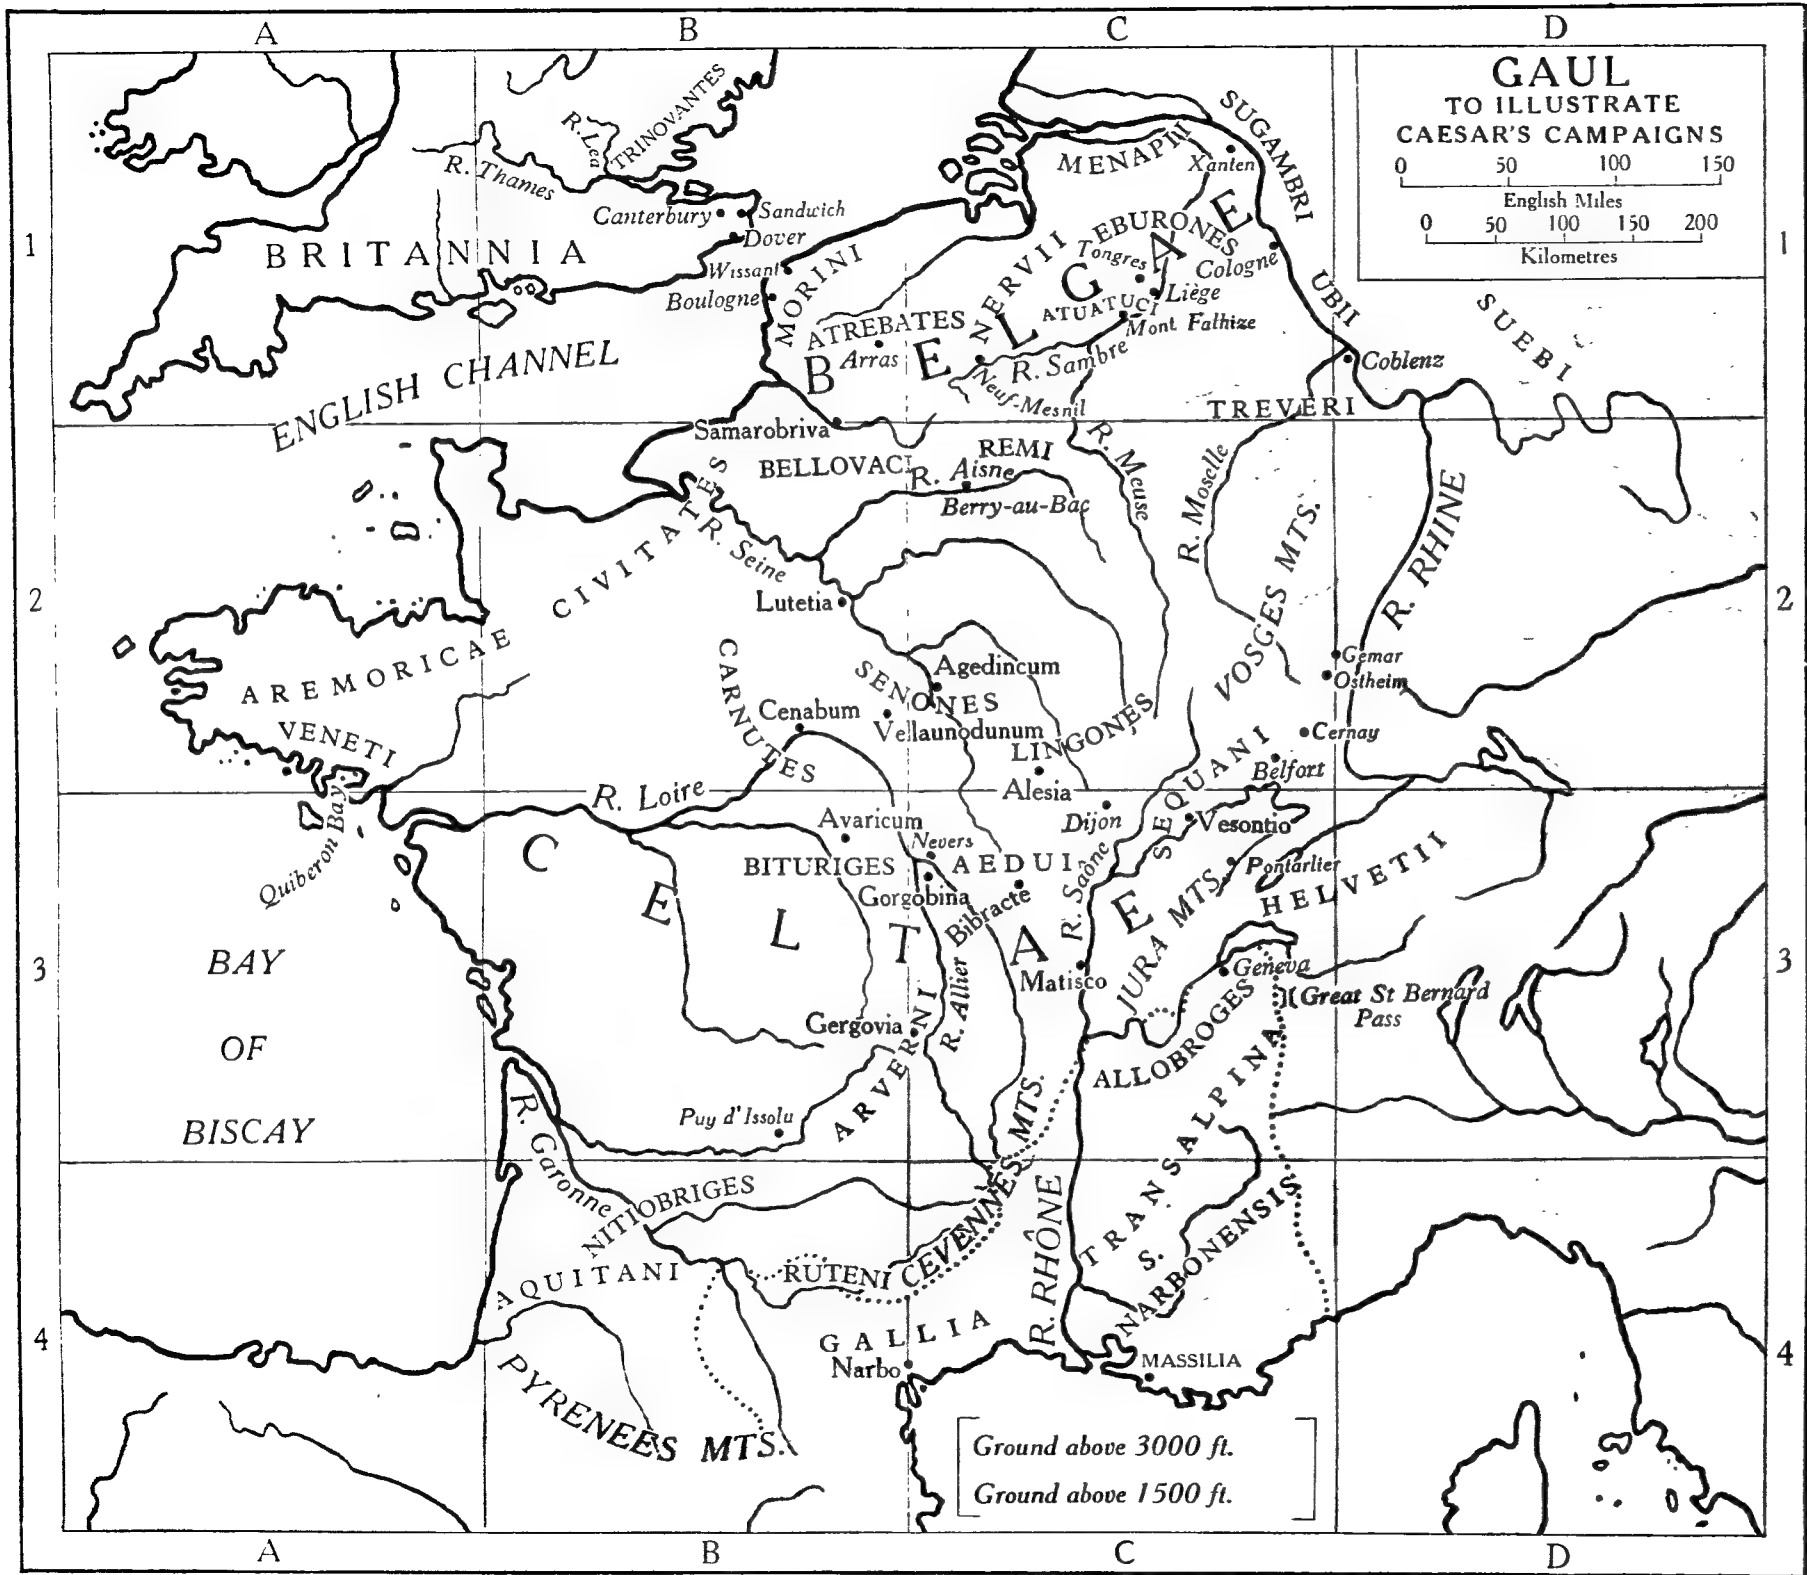 A B C D
GAUL
TO ILLUSTRATE
CAESAR'S CAMPAIGNS
0 50 100 150
English Miles
0 50 100 150 200
Kilometres
1
1
R. Lea
TRINOVANTES
R. Thames
Canterbury
Sandwich
Dover
BRITANNIA
Wissant
Boulogne
MORINI
ENGLISH CHANNEL
MENAPII
SUGAMBRI
Xanten
EBURONES
Tongres
Cologne
NERVII
Liège
ATUATUCI
Mont Falhize
UBII
SUEBI
ATREBATES
Arras
BELGAE
R. Sambre
Neuf-Mesnil
Coblenz
TREVERI
Samarobriva
BELLOVACI
REMI
R. Aisne
Berry-au-Bac
R. Meuse
R. Moselle
R. RHINE
VOSGES MTS.
2
2
AREMORICAE CIVITATES
R. Seine
Lutetia
VENETI
CARNUTES
SENONES
Agedincum
Cenabum
Vellaunodunum
LINGONES
Gemar
Ostheim
Cernay
Belfort
SEQUANI
Alesia
Dijon
R. Loire
Quiberon Bay
Avaricum
Nevers
Vesontio
BITURIGES
AEDUI
Gorgobina
Bibracte
R. Saône
Pontarlier
HELVETII
CELTAE
JURA MTS.
3
3
BAY
OF
BISCAY
Matisco
Geneva
Great St Bernard
Pass
R. Allier
Gergovia
ARVERNI
ALLOBROGES
Puy d'Issolu
R. Garonne
NITIOBRIGES
CEVENNES MTS.
R. RHÔNE
TRANSALPINA
S.
NARBONENSIS
RUTENI
AQUITANI
GALLIA
Narbo
MASSILIA
4
4
PYRENEES MTS.
Ground above 3000 ft.
Ground above 1500 ft.
A B C D